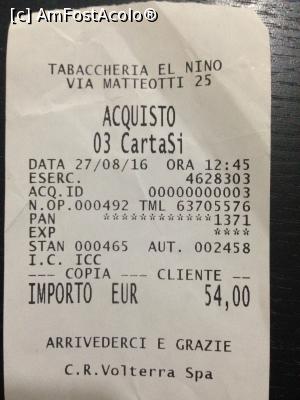 [c] AmFostAcolo®
TABACCHERIA EL NINO
VIA MATTEOTTI 25
ACQUISTO
03 CartaSi
DATA 27/08/16 ORA 12:45
ESERC. 4628303
ACQ.ID 00000000003
N.OP.000492 TML 63705576
PAN ************1371
EXP ****
STAN 000465 AUT. 002458
I.C. ICC
--- COPIA --- CLIENTE --
IMPORTO EUR 54,00
ARRIVEDERCI E GRAZIE
C.R.Volterra Spa